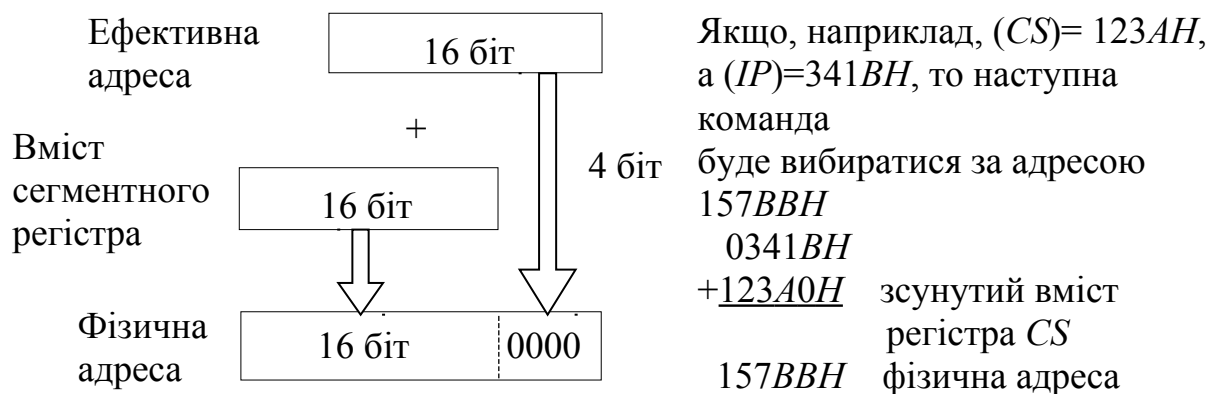 Ефективна
адреса
16 біт
+
4 біт
Вміст
сегментного
регістра
16 біт
Фізична
адреса
16 біт
0000
Якщо, наприклад, (CS)= 123AH,
а (IP)=341BH, то наступна
команда
буде вибиратися за адресою
157BBH
0341BH
+123A0H зсунутий вміст
регістра CS
157BBH фізична адреса